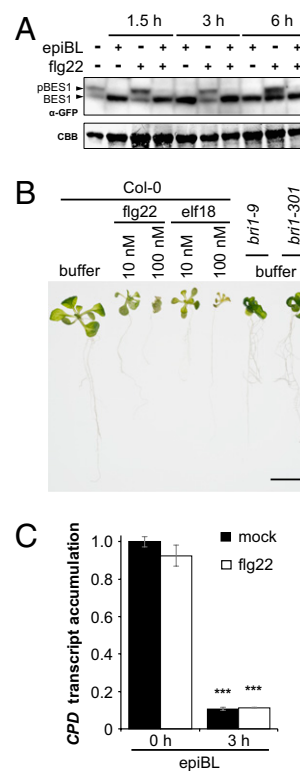 A
1.5 h 3 h 6 h
epiBL - + - + + - + + - +
flg22 - - + + - + + - + +
pBES1
BES1
α-GFP
CBB
B
Col-0
flg22 elf18
buffer 10 nM 100 nM 10 nM 100 nM bri1-9 bri1-301
buffer
C
mock
flg22
CPD transcript accumulation
1.0
0.8
0.6
0.4
0.2
0
*** ***
0 h 3 h
epiBL